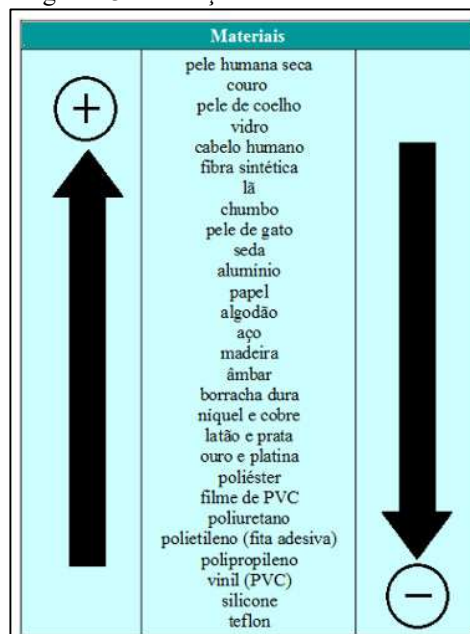 Materiais
pele humana seca
couro
pele de coelho
vidro
cabelo humano
fibra sintética
lã
chumbo
pele de gato
seda
aluminio
papel
algodão
aço
madeira
âmbar
borracha dura
niquel e cobre
latão e prata
ouro e platina
poliéster
filme de PVC
poliuretano
polietileno (fita adesiva)
polipropileno
vinil (PVC)
silicone
teflon
+
−